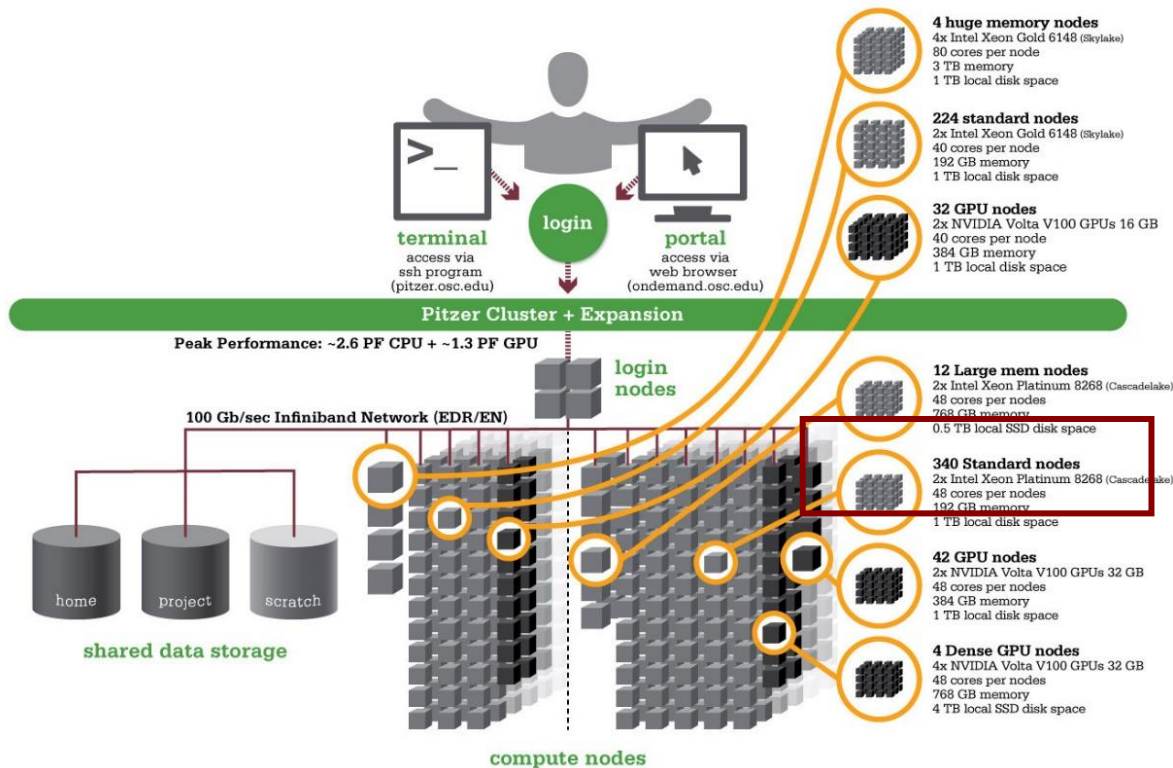 4 huge memory nodes
4x Intel Xeon Gold 6148 (Skylake)
80 cores per node
3 TB memory
1 TB local disk space
224 standard nodes
2x Intel Xeon Gold 6148 (Skylake)
40 cores per node
192 GB memory
1 TB local disk space
32 GPU nodes
2x NVIDIA Volta V100 GPUs 16 GB
40 cores per node
384 GB memory
1 TB local disk space
>_
login
terminal
access via
ssh program
(pitzer.osc.edu)
portal
access via
web browser
(ondemand.osc.edu)
Pitzer Cluster + Expansion
Peak Performance: ~2.6 PF CPU + ~1.3 PF GPU
login
nodes
100 Gb/sec Infiniband Network (EDR/EN)
home
project
scratch
shared data storage
compute nodes
12 Large mem nodes
2x Intel Xeon Platinum 8268 (Cascadelake)
48 cores per nodes
768 GB memory
0.5 TB local SSD disk space
340 Standard nodes
2x Intel Xeon Platinum 8268 (Cascadelake)
48 cores per nodes
192 GB memory
1 TB local disk space
42 GPU nodes
2x NVIDIA Volta V100 GPUs 32 GB
48 cores per nodes
384 GB memory
1 TB local disk space
4 Dense GPU nodes
4x NVIDIA Volta V100 GPUs 32 GB
48 cores per nodes
768 GB memory
4 TB local SSD disk space